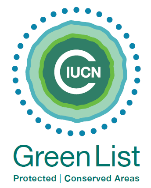 IUCN
Green List
Protected | Conserved Areas